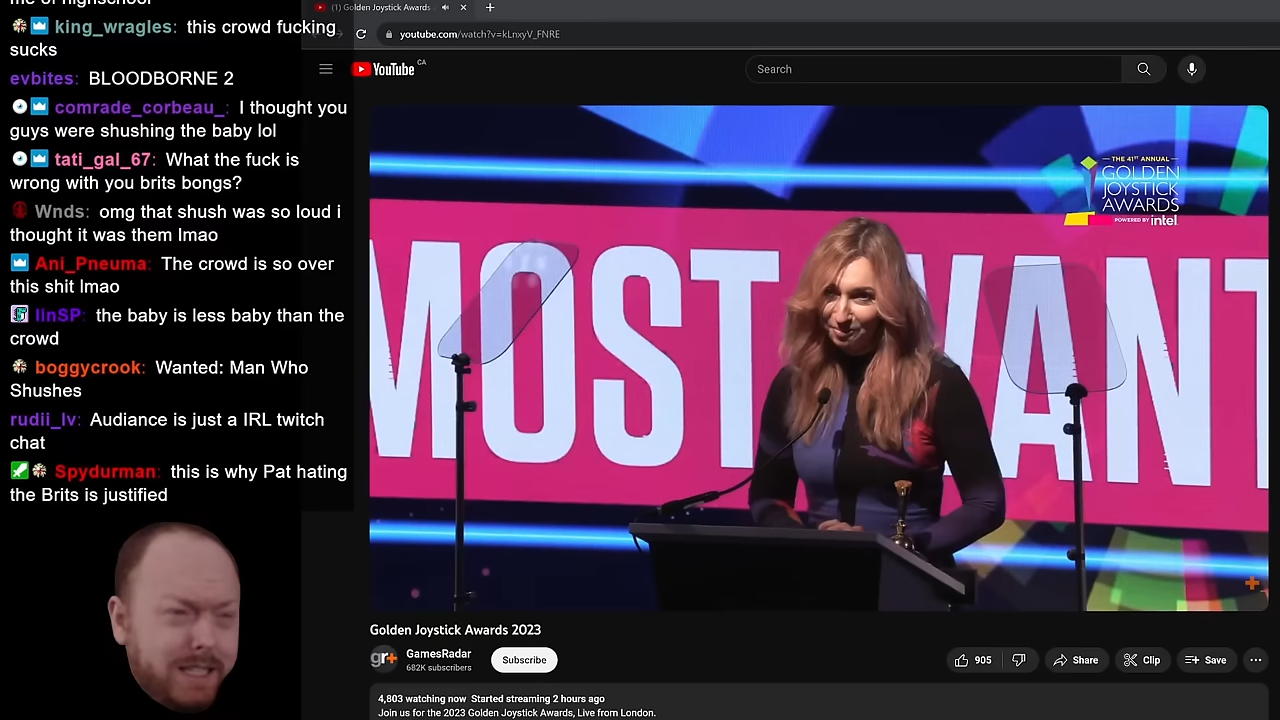 me of highschool
king_wragles: this crowd fucking
sucks
evbites: BLOODBORNE 2
comrade_corbeau_: I thought you
guys were shushing the baby lol
tati_gal_67: What the fuck is
wrong with you brits bongs?
Wnds: omg that shush was so loud i
thought it was them lmao
Ani_Pneuma: The crowd is so over
this shit lmao
linSP: the baby is less baby than the
crowd
boggycrook: Wanted: Man Who
Shushes
rudii_lv: Audiance is just a IRL twitch
chat
Spydurman: this is why Pat hating
the Brits is justified
(1) Golden Joystick Awards
youtube.com/watch?v=kLnxyV_FNRE
YouTube CA
Search
THE 41ST ANNUAL
GOLDEN
JOYSTICK
AWARDS
POWERED BY intel
MOST WANT
Golden Joystick Awards 2023
gr+
GamesRadar
682K subscribers
Subscribe
905
Share
Clip
Save
4,803 watching now Started streaming 2 hours ago
Join us for the 2023 Golden Joystick Awards, Live from London.